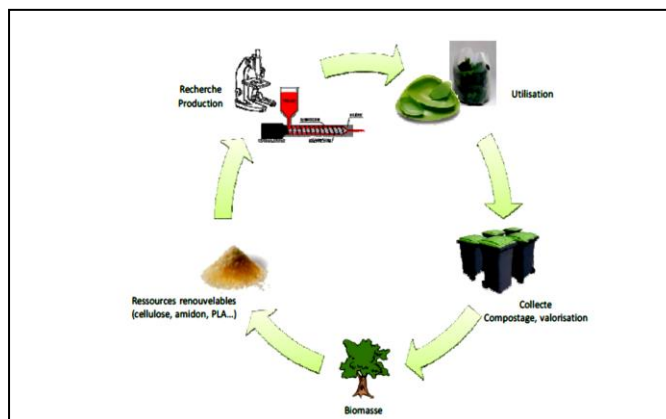 Recherche
Production
Utilisation
Ressources renouvelables
(cellulose, amidon, PLA...)
Collecte
Compostage, valorisation
Biomasse